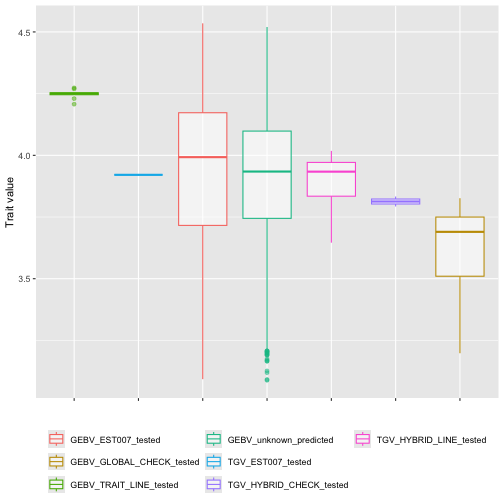 4.5
4.0
3.5
Trait value
GEBV_EST007_tested GEBV_unknown_predicted TGV_HYBRID_LINE_tested
GEBV_GLOBAL_CHECK_tested TGV_EST007_tested
GEBV_TRAIT_LINE_tested TGV_HYBRID_CHECK_tested